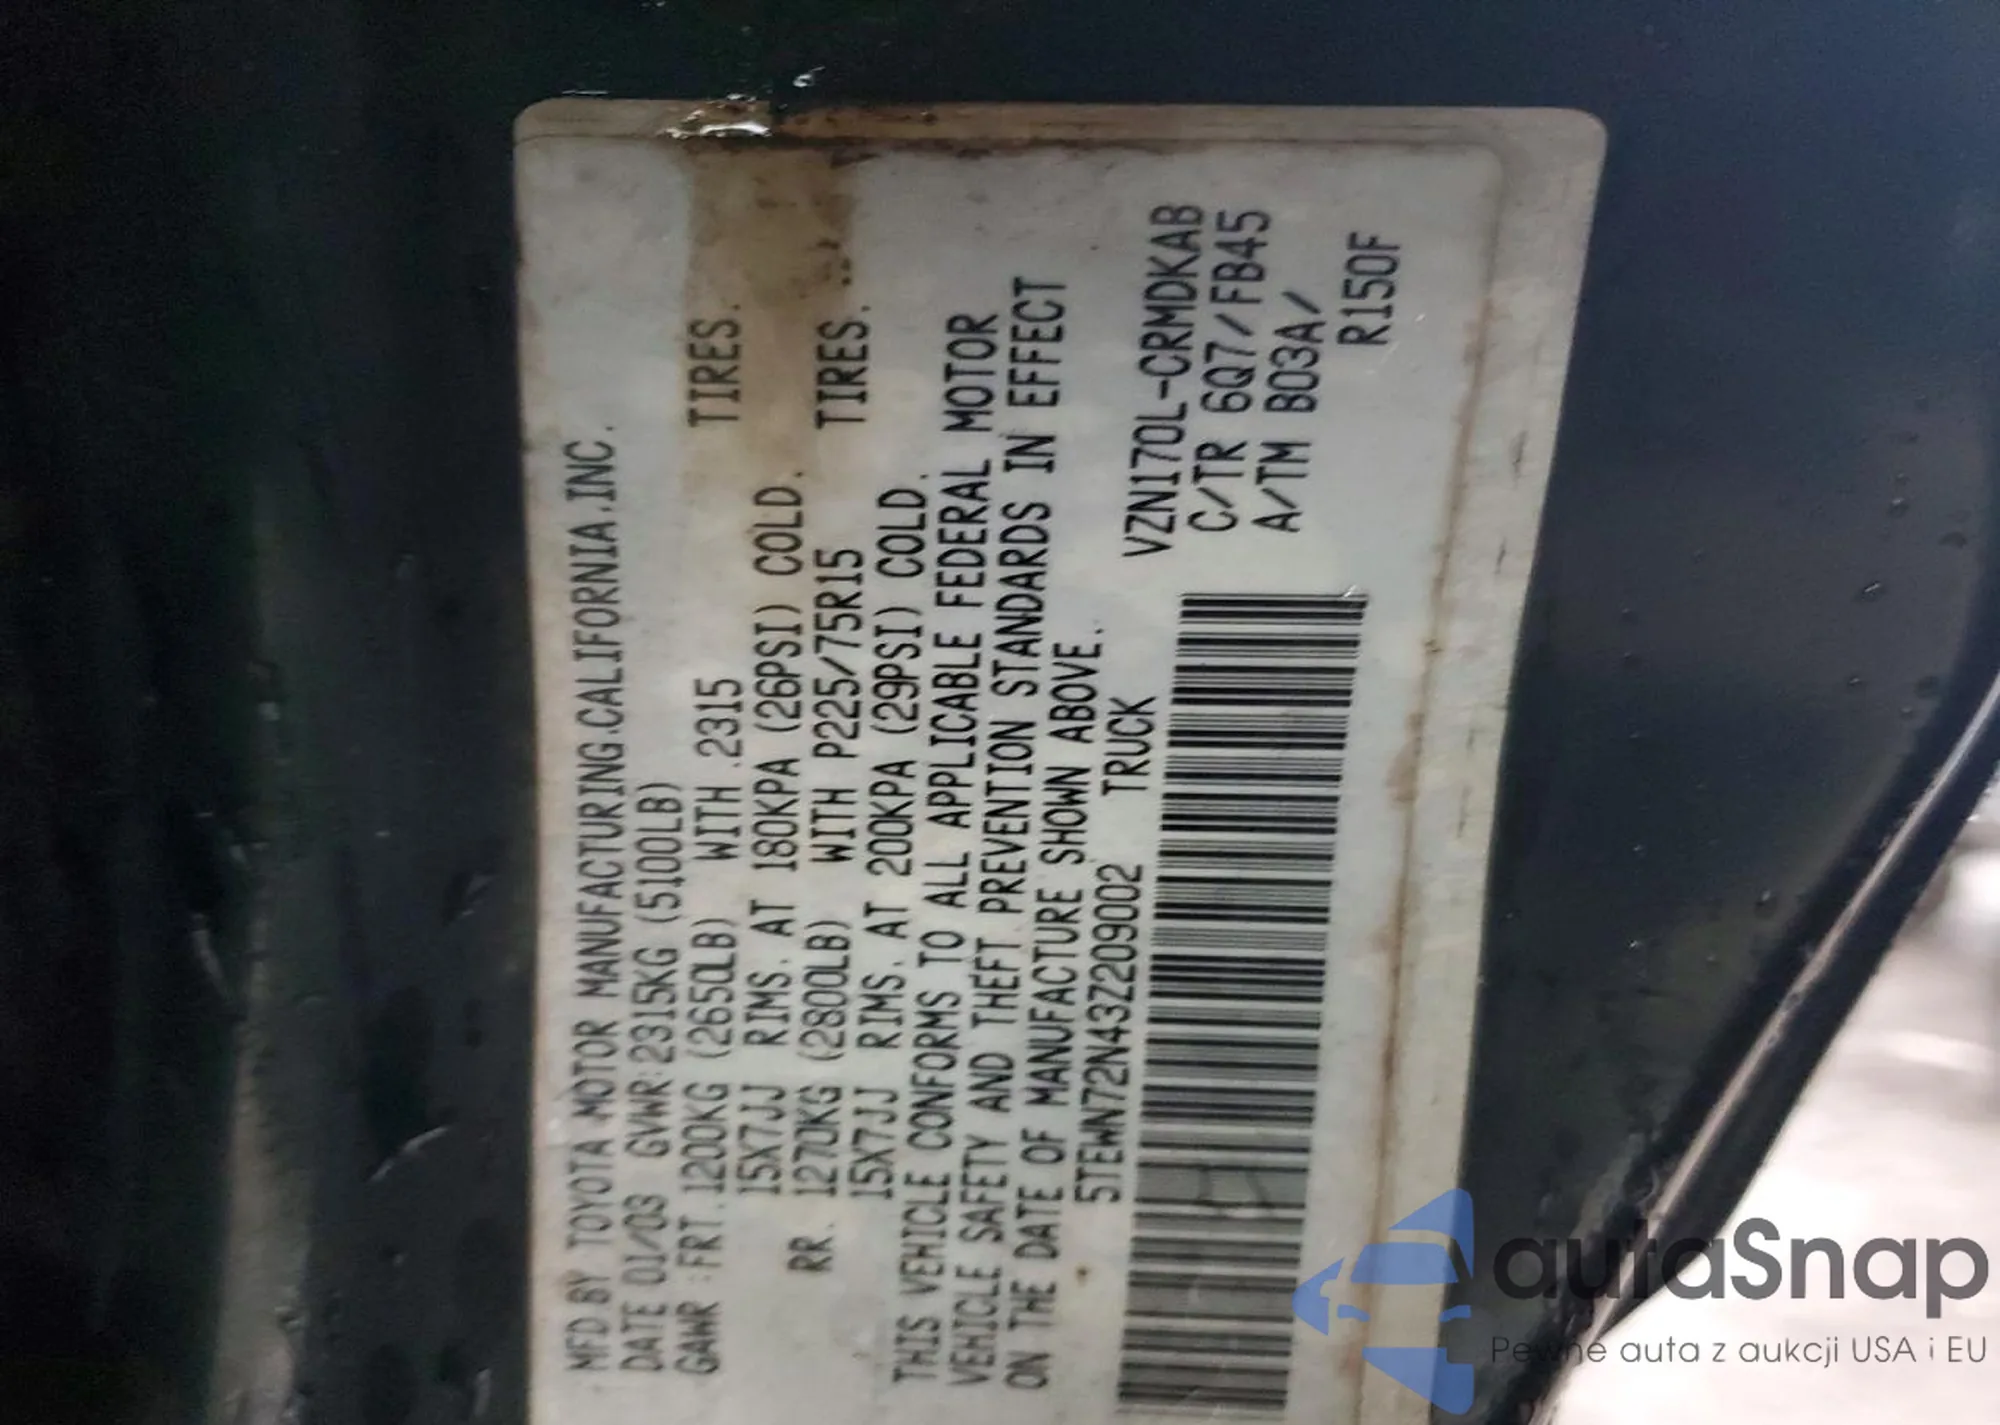 MFD BY TOYOTA MOTOR MANUFACTURING.CALIFORNIA.INC.
DATE 01/03 GVWR:2315KG (5100LB)
GAWR :FRT.1200KG (2650LB) WITH .2315 TIRES.
15X7JJ RIMS. AT 180KPA (26PSI) COLD.
RR. 1270KG (2800LB) WITH P225/75R15 TIRES.
15X7JJ RIMS. AT 200KPA (29PSI) COLD.
THIS VEHICLE CONFORMS TO ALL APPLICABLE FEDERAL MOTOR
VEHICLE SAFETY AND THEFT PREVENTION STANDARDS IN EFFECT
ON THE DATE OF MANUFACTURE SHOWN ABOVE.
5TEWN72N43Z209002 TRUCK
VZN170L-CRMDKAB
C/TR 6Q7/FB45
A/TM B03A/
R150F
autaSnap
Pewne auta z aukcji USA i EU